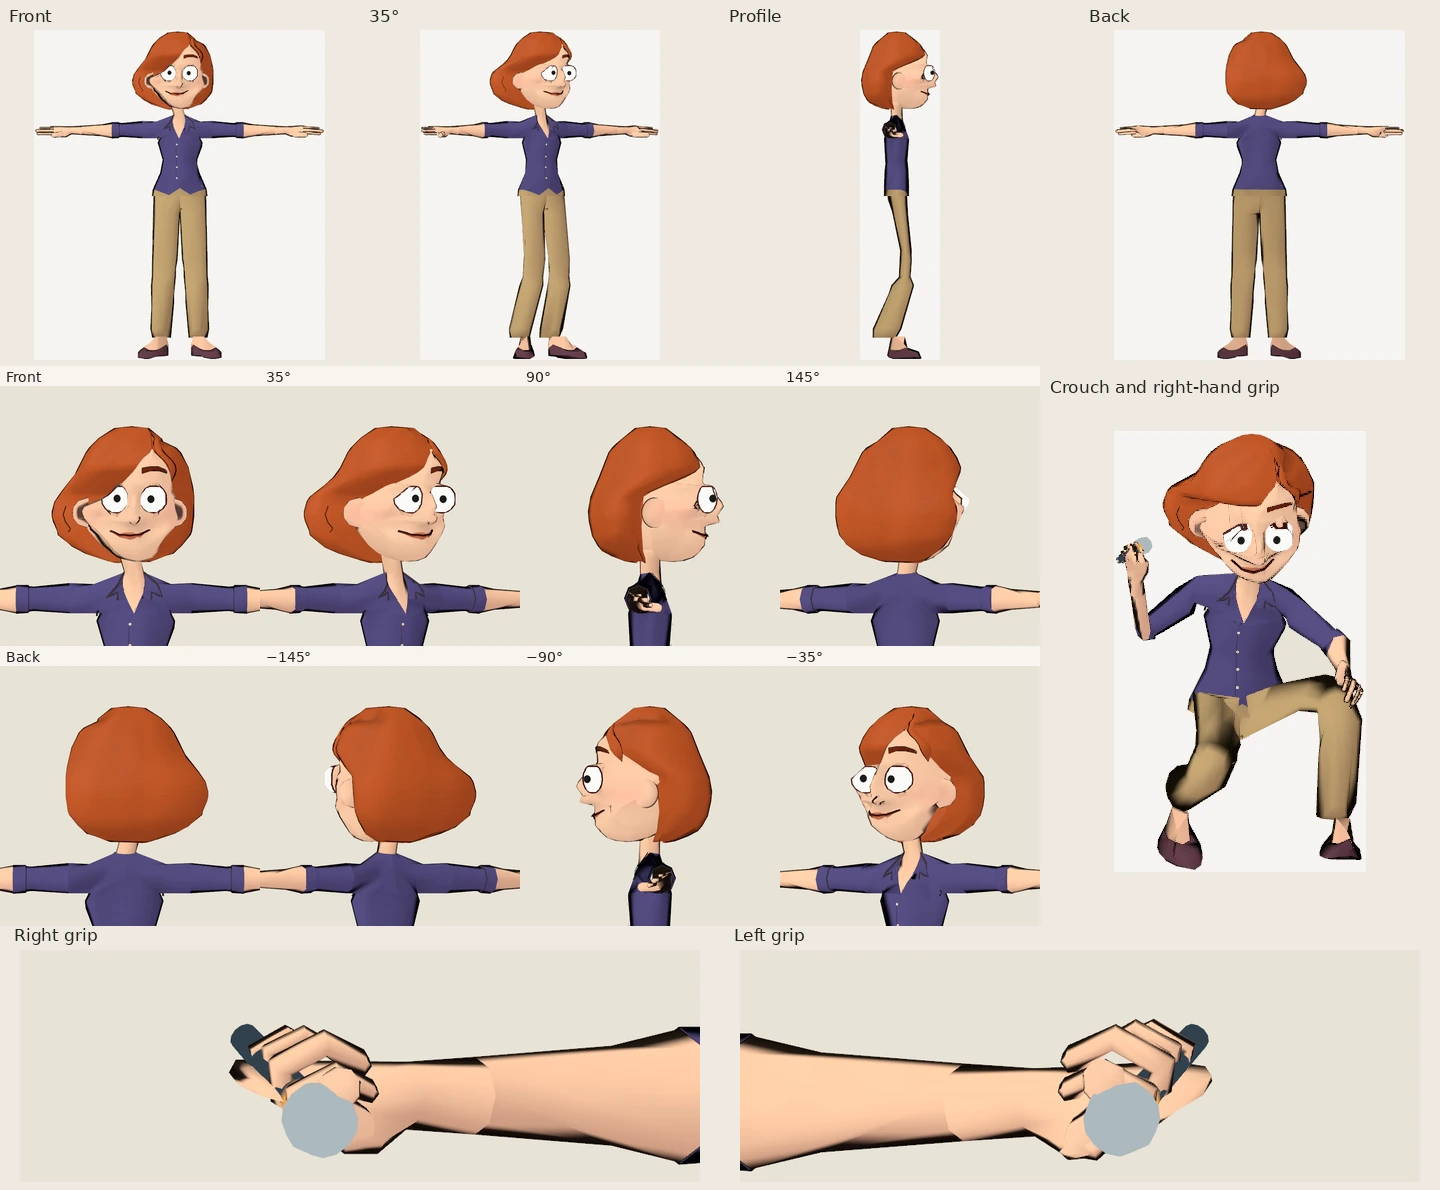 Front
35°
Profile
Back
Front
35°
90°
145°
Crouch and right-hand grip
Back
−145°
−90°
−35°
Right grip
Left grip